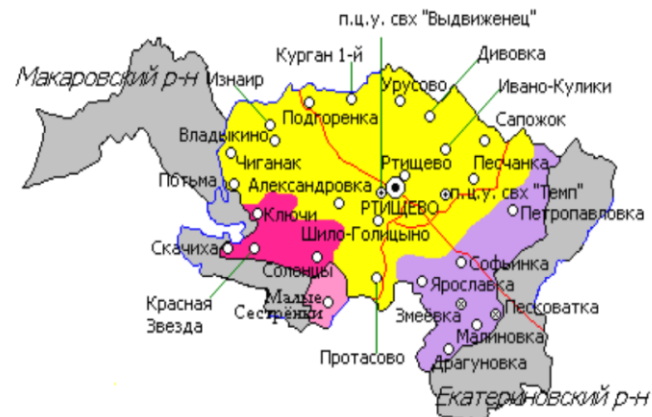 п.ц.у. свх "Выдвиженец"
Курган 1-й
Дивовка
Макаровский р-н
Изнаир
Урусово
Ивано-Кулики
Подгоренка
Сапожок
Владыкино
Чиганак
Ртищево
Песчанка
Потьма
Александровка
п.ц.у. свх "Темп"
Ключи
РТИЩЕВО
Петропавловка
Шило-Голицыно
Скачиха
Солонцы
Софьинка
Красная
Звезда
Малые
Сестрёнки
Ярославка
Змеёвка
Пессоватка
Малиновка
Протасово
Драгуновка
Екатериновский р-н